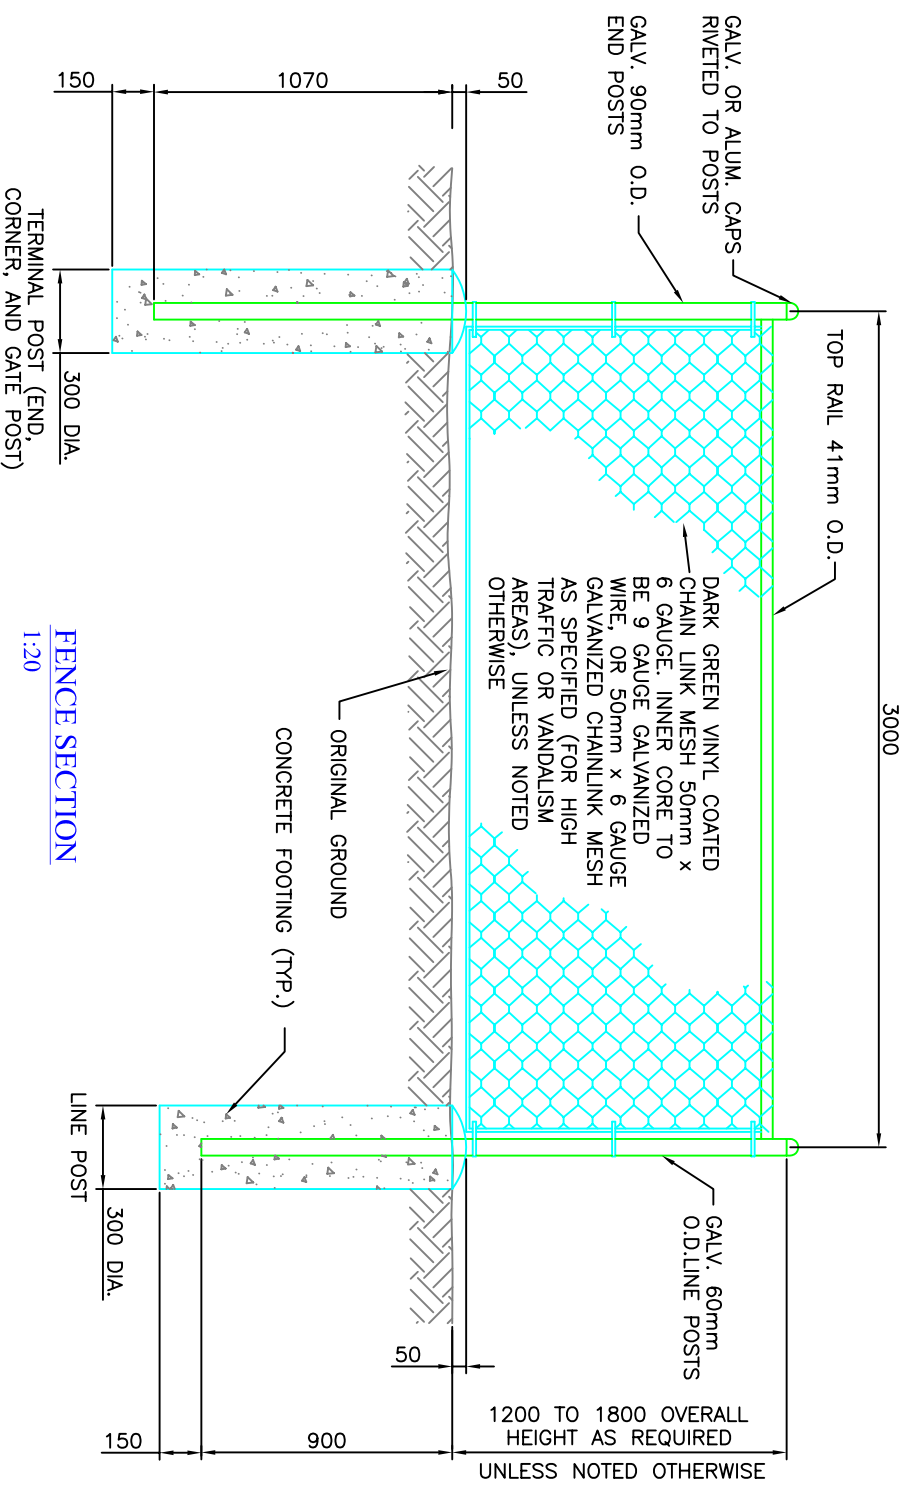 3000
GALV. OR ALUM. CAPS
RIVETED TO POSTS
TOP RAIL 41mm O.D.
GALV. 90mm O.D.
END POSTS
DARK GREEN VINYL COATED
CHAIN LINK MESH 50mm x
6 GAUGE. INNER CORE TO
BE 9 GAUGE GALVANIZED
WIRE, OR 50mm x 6 GAUGE
GALVANIZED CHAINLINK MESH
AS SPECIFIED (FOR HIGH
TRAFFIC OR VANDALISM
AREAS), UNLESS NOTED
OTHERWISE
GALV. 60mm
O.D.LINE POSTS
1200 TO 1800 OVERALL
HEIGHT AS REQUIRED
UNLESS NOTED OTHERWISE
50
1070
150
50
900
150
ORIGINAL GROUND
CONCRETE FOOTING (TYP.)
300 DIA.
TERMINAL POST (END,
CORNER, AND GATE POST)
LINE POST
300 DIA.
FENCE SECTION
1:20